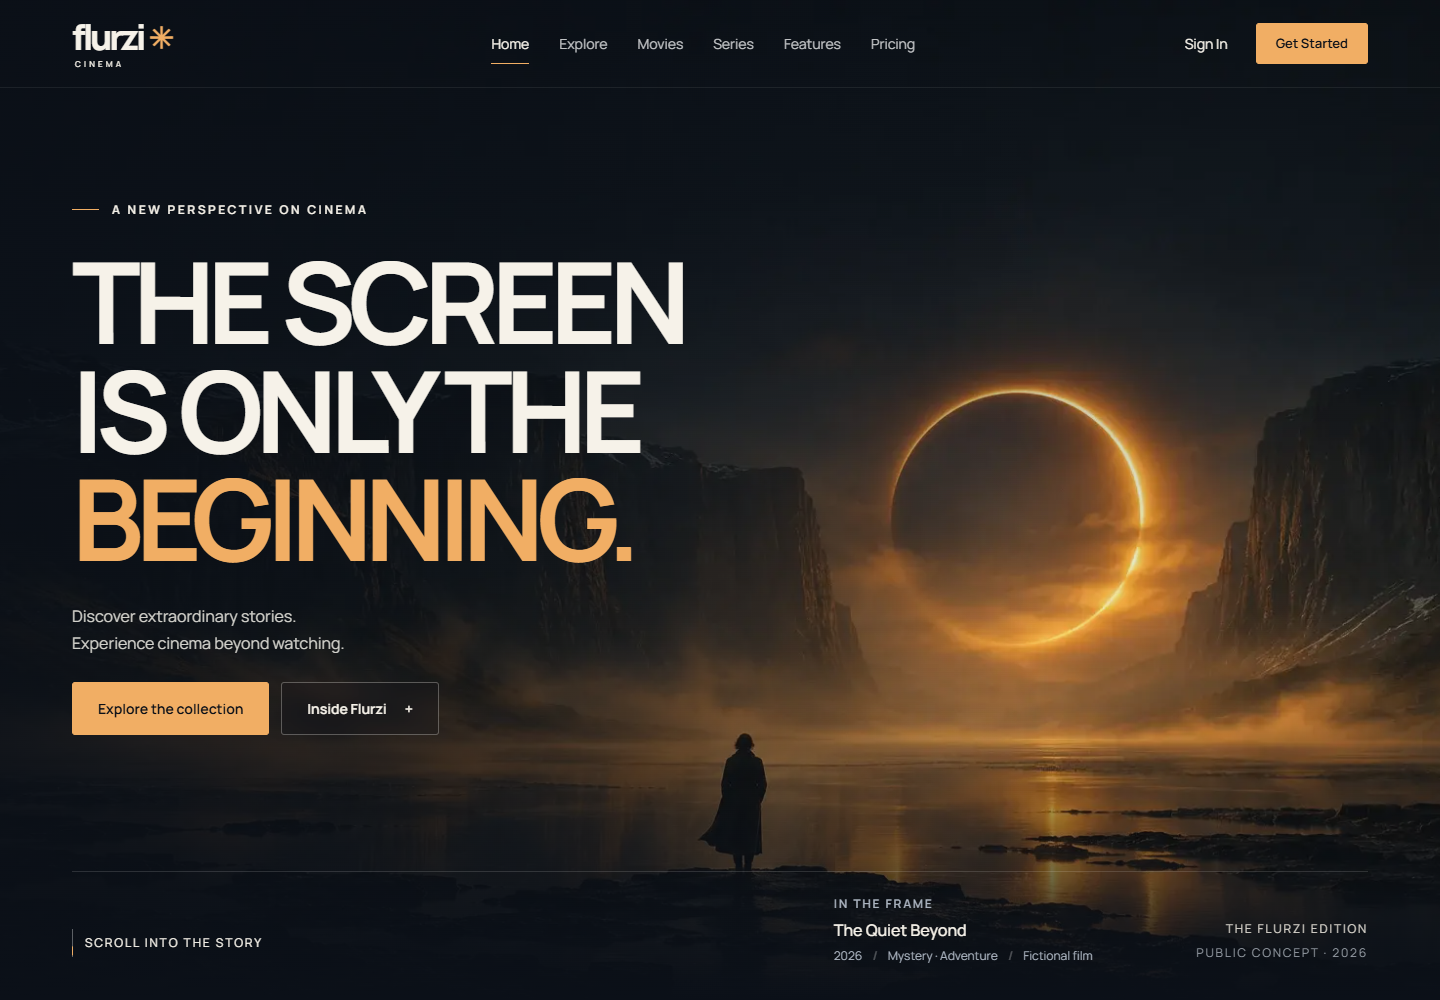 flurzi
CINEMA
Home Explore Movies Series Features Pricing
Sign In
Get Started
A NEW PERSPECTIVE ON CINEMA
THE SCREEN
IS ONLY THE
BEGINNING.
Discover extraordinary stories.
Experience cinema beyond watching.
Explore the collection
Inside Flurzi +
SCROLL INTO THE STORY
IN THE FRAME
The Quiet Beyond
2026 / Mystery · Adventure / Fictional film
THE FLURZI EDITION
PUBLIC CONCEPT · 2026